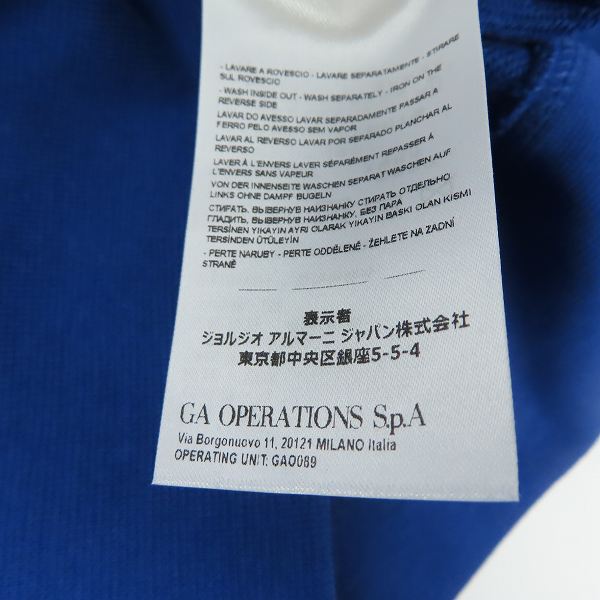 - LAVARE A ROVESCIO - LAVARE SEPARATAMENTE - STIRARE
SUL ROVESCIO
- WASH INSIDE OUT - WASH SEPARATELY - IRON ON THE
REVERSE SIDE
LAVAR DO AVESSO LAVAR SEPARADAMENTE PASSAR A
FERRO PELO AVESSO SEM VAPOR
LAVAR AL REVERSO LAVAR POR SEPARADO PLANCHAR AL
REVERSO
LAVER À L'ENVERS LAVER SÉPARÉMENT REPASSER À
L'ENVERS SANS VAPEUR
VON DER INNENSEITE WASCHEN SEPARAT WASCHEN AUF
LINKS OHNE DAMPF BUGELN
СТИРАТЬ, ВЫВЕРНУВ НАИЗНАНКУ СТИРАТЬ ОТДЕЛЬНО
ГЛАДИТЬ, ВЫВЕРНУВ НАИЗНАНКУ, БЕЗ ПАРА
TERSİNEN YIKAYIN AYRI OLARAK YIKAYIN BASKI OLAN KISMI
TERSİNDEN ÜTÜLEYİN
- PERTE NARUBY - PERTE ODDĚLENĚ - ŽEHLETE NA ZADNÍ
STRANĚ
表示者
ジョルジオ アルマーニ ジャパン株式会社
東京都中央区銀座5-5-4
GA OPERATIONS S.p.A
Via Borgonuovo 11, 20121 MILANO Italia
OPERATING UNIT: GAO089